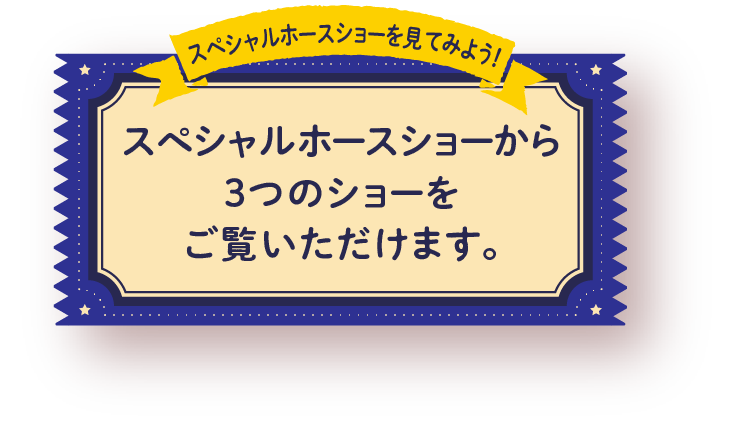 スペシャルホースショーを見てみよう!
スペシャルホースショーから
3つのショーを
ご覧いただけます。